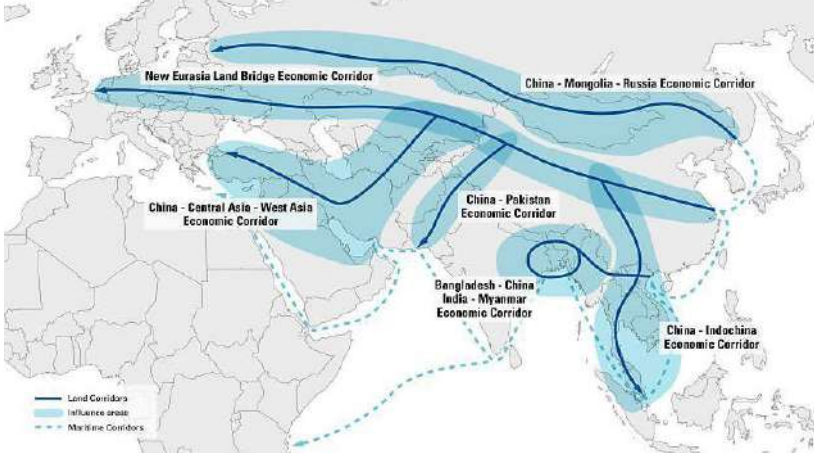 New Eurasia Land Bridge Economic Corridor
China - Mongolia - Russia Economic Corridor
China - Central Asia - West Asia
Economic Corridor
China - Pakistan
Economic Corridor
Bangladesh - China
India - Myanmar
Economic Corridor
China - Indochina
Economic Corridor
Land Corridors
Influence areas
Maritime Corridors